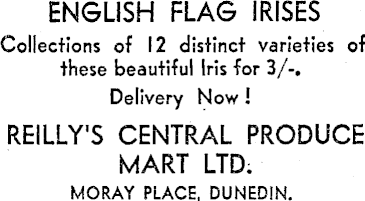 ENGLISH FLAG IRISES
Collections of 12 distinct varieties of
these beautiful Iris for 3/-.
Delivery Now!
REILLY'S CENTRAL PRODUCE
MART LTD.
MORAY PLACE, DUNEDIN.